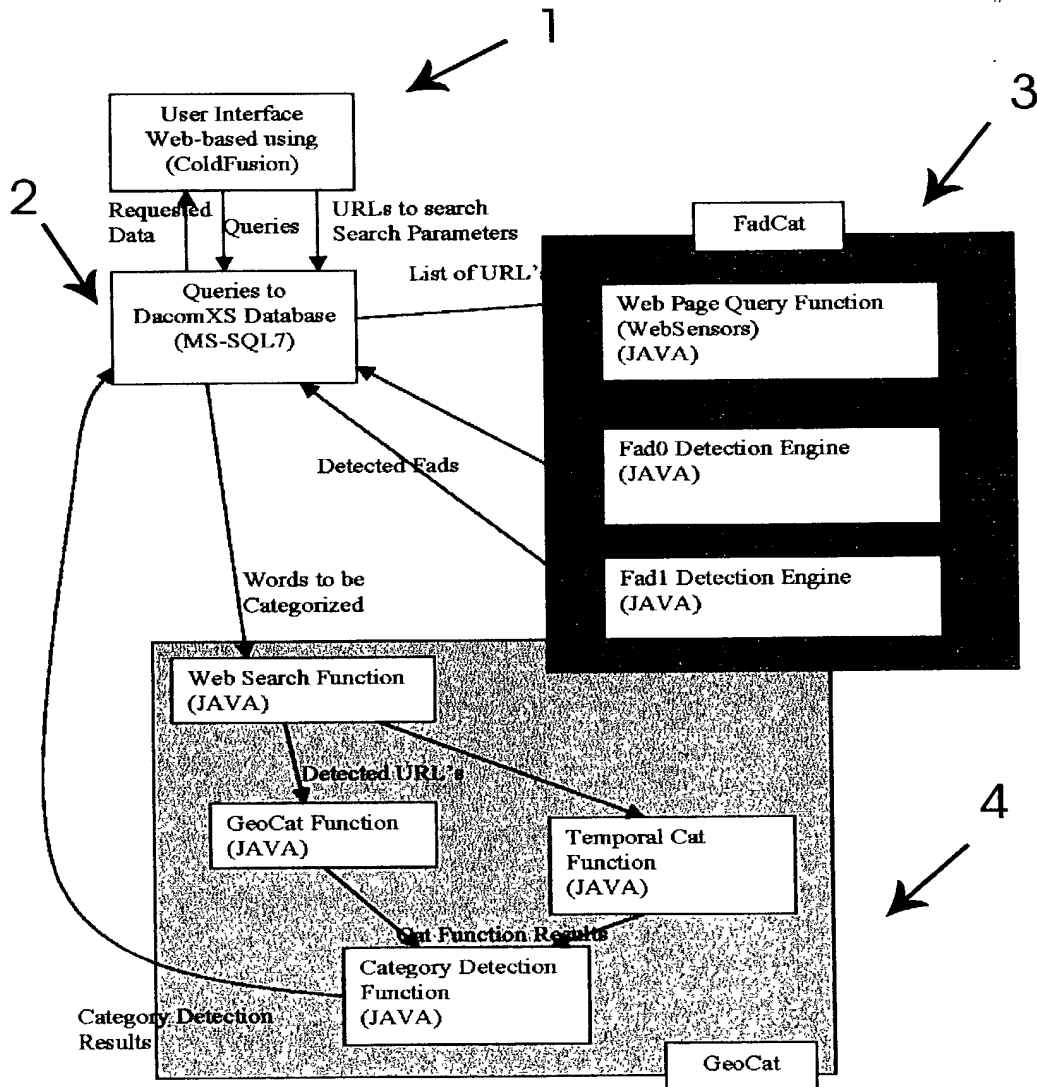 1
User Interface
Web-based using
(ColdFusion)
3
2
Requested
Data
Queries
URLs to search
Search Parameters
FadCat
List of URL's
Queries to
DacomXS Database
(MS-SQL7)
Web Page Query Function
(WebSensors)
(JAVA)
Fad0 Detection Engine
(JAVA)
Detected Fads
Fad1 Detection Engine
(JAVA)
Words to be
Categorized
Web Search Function
(JAVA)
Detected URL's
GeoCat Function
(JAVA)
Temporal Cat
Function
(JAVA)
4
Cat Function Results
Category Detection
Function
(JAVA)
Category Detection
Results
GeoCat